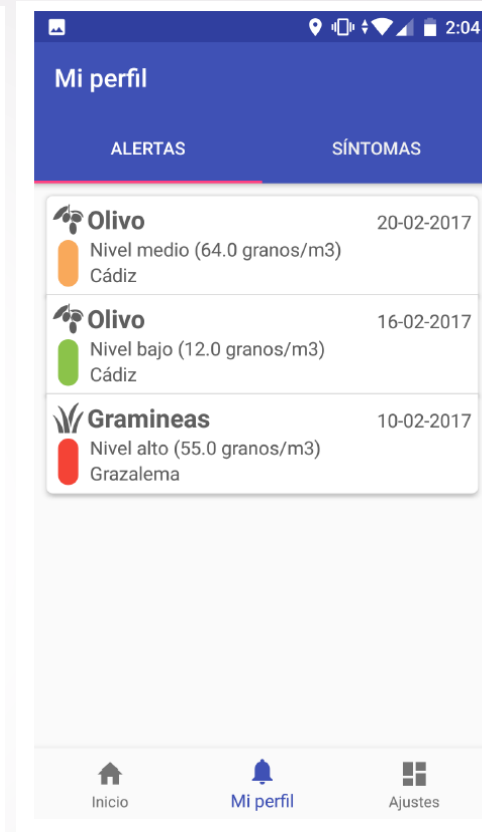 2:04
Mi perfil
ALERTAS SÍNTOMAS
Olivo 20-02-2017
Nivel medio (64.0 granos/m3)
Cádiz
Olivo 16-02-2017
Nivel bajo (12.0 granos/m3)
Cádiz
Gramineas 10-02-2017
Nivel alto (55.0 granos/m3)
Grazalema
Inicio Mi perfil Ajustes